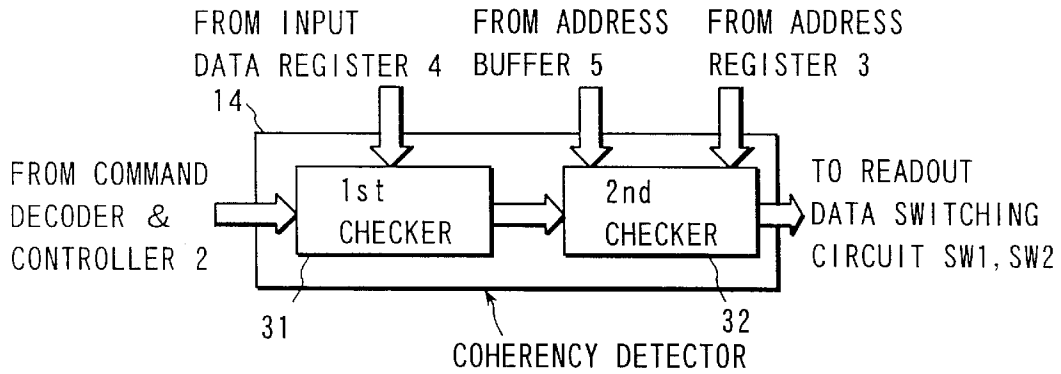 FROM INPUT
DATA REGISTER 4
FROM ADDRESS
BUFFER 5
FROM ADDRESS
REGISTER 3
14
FROM COMMAND
DECODER &
CONTROLLER 2
1st
CHECKER
2nd
CHECKER
TO READOUT
DATA SWITCHING
CIRCUIT SW1, SW2
31
32
COHERENCY DETECTOR